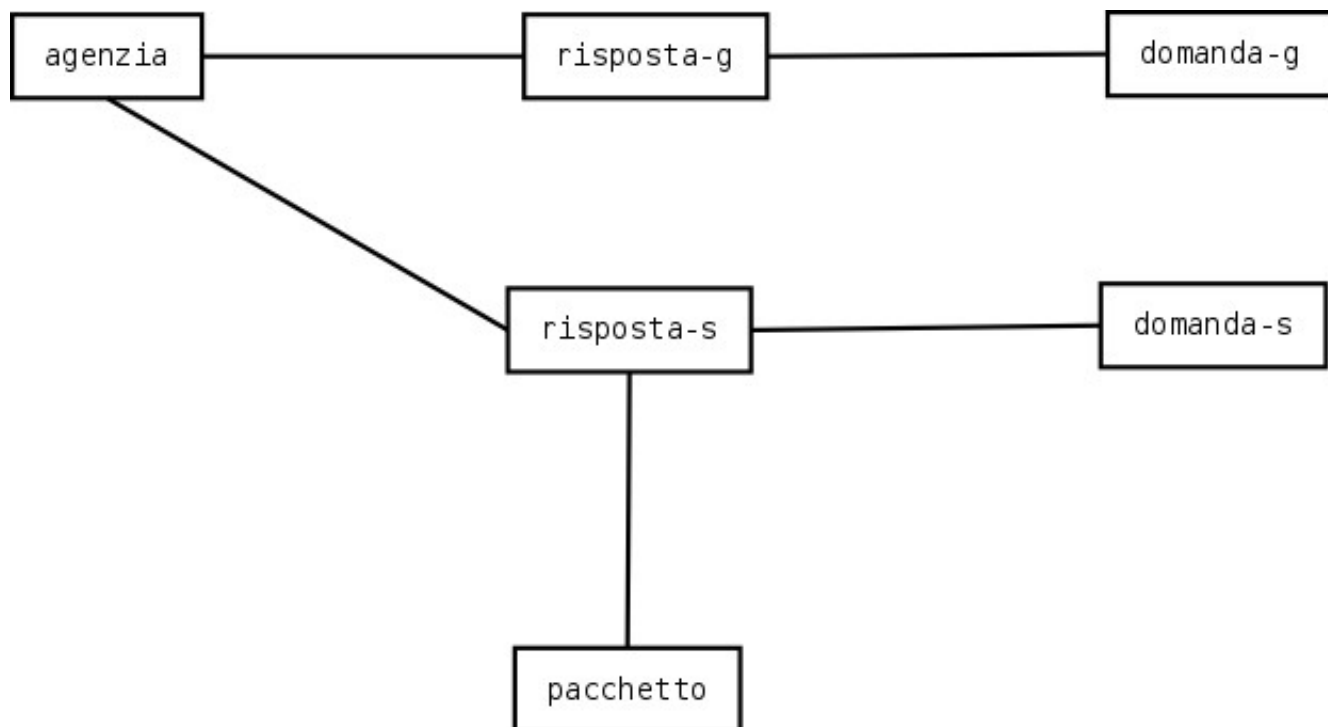 agenzia
risposta-g
domanda-g
risposta-s
domanda-s
pacchetto